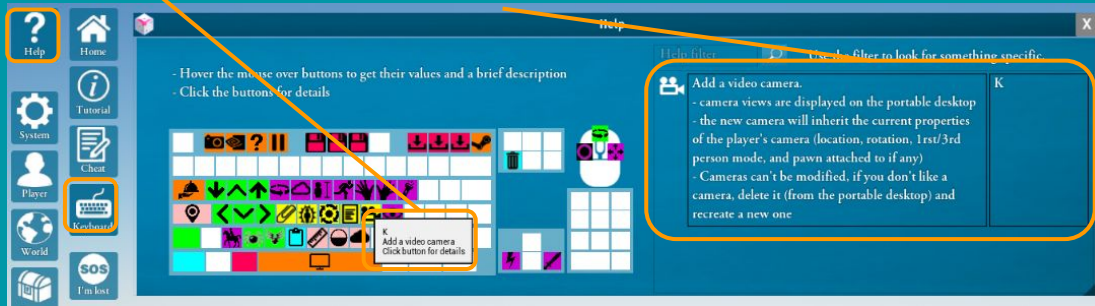 Help
Help
Home
X
Help filter
Use the filter to look for something specific.
- Hover the mouse over buttons to get their values and a brief description
- Click the buttons for details
Tutorial
System
Cheat
Player
Keyboard
World
SOS
I'm lost
K
Add a video camera
Click button for details
Add a video camera.
- camera views are displayed on the portable desktop
- the new camera will inherit the current properties
of the player's camera (location, rotation, 1rst/3rd
person mode, and pawn attached to if any)
- Cameras can't be modified, if you don't like a
camera, delete it (from the portable desktop) and
recreate a new one
K